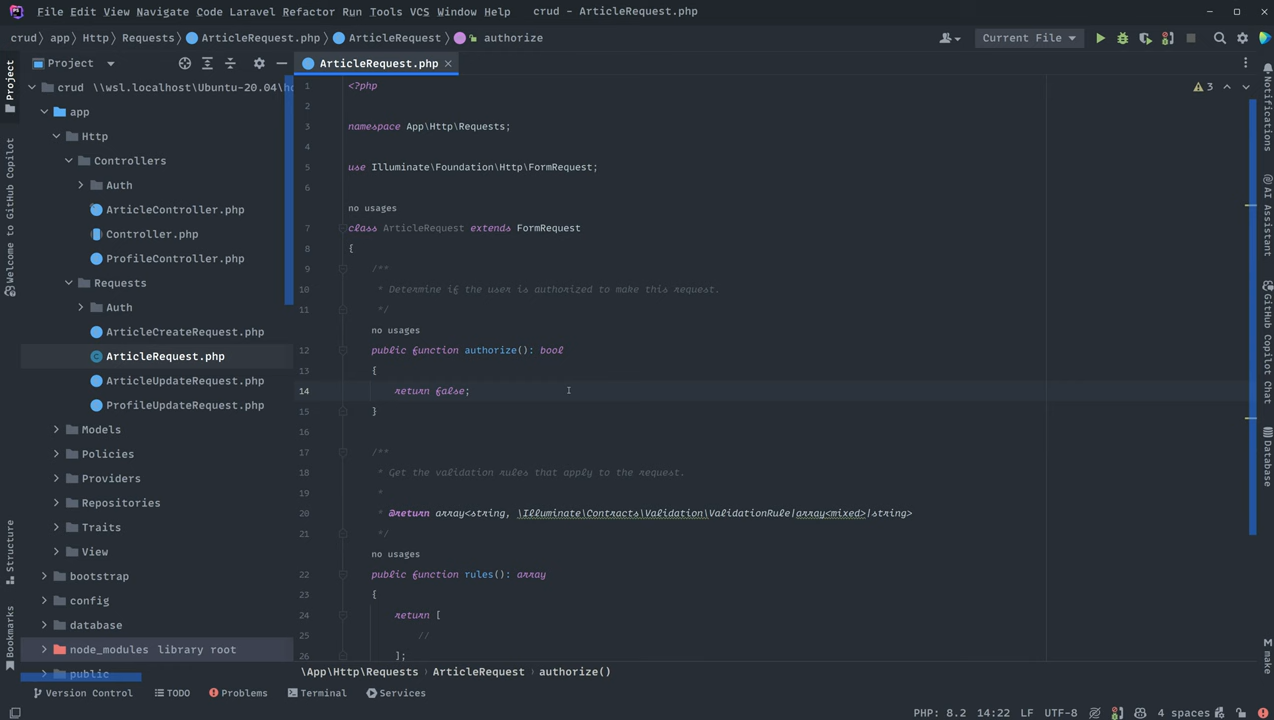 File Edit View Navigate Code Laravel Refactor Run Tools VCS Window Help crud - ArticleRequest.php
crud app Http Requests ArticleRequest.php ArticleRequest authorize Current File
Project
ArticleRequest.php
crud \\wsl.localhost\Ubuntu-20.04\hc
app
Http
Controllers
Auth
ArticleController.php
Controller.php
ProfileController.php
Requests
Auth
ArticleCreateRequest.php
ArticleRequest.php
ArticleUpdateRequest.php
ProfileUpdateRequest.php
Models
Policies
Providers
Repositories
Traits
View
bootstrap
config
database
node_modules library root
public
Project
Welcome to GitHub Copilot
Structure
Bookmarks
1 <?php
2
3 namespace App\Http\Requests;
4
5 use Illuminate\Foundation\Http\FormRequest;
6
no usages
7 class ArticleRequest extends FormRequest
8 {
9 /**
10 * Determine if the user is authorized to make this request.
11 */
no usages
12 public function authorize(): bool
13 {
14 return false;
15 }
16
17 /**
18 * Get the validation rules that apply to the request.
19 *
20 * @return array<string, \Illuminate\Contracts\Validation\ValidationRule|array<mixed>|string>
21 */
no usages
22 public function rules(): array
23 {
24 return [
25 //
26 ];
3
Notifications
AI Assistant
GitHub Copilot Chat
Database
make
\App\Http\Requests ArticleRequest authorize()
Version Control TODO Problems Terminal Services
PHP: 8.2 14:22 LF UTF-8 4 spaces